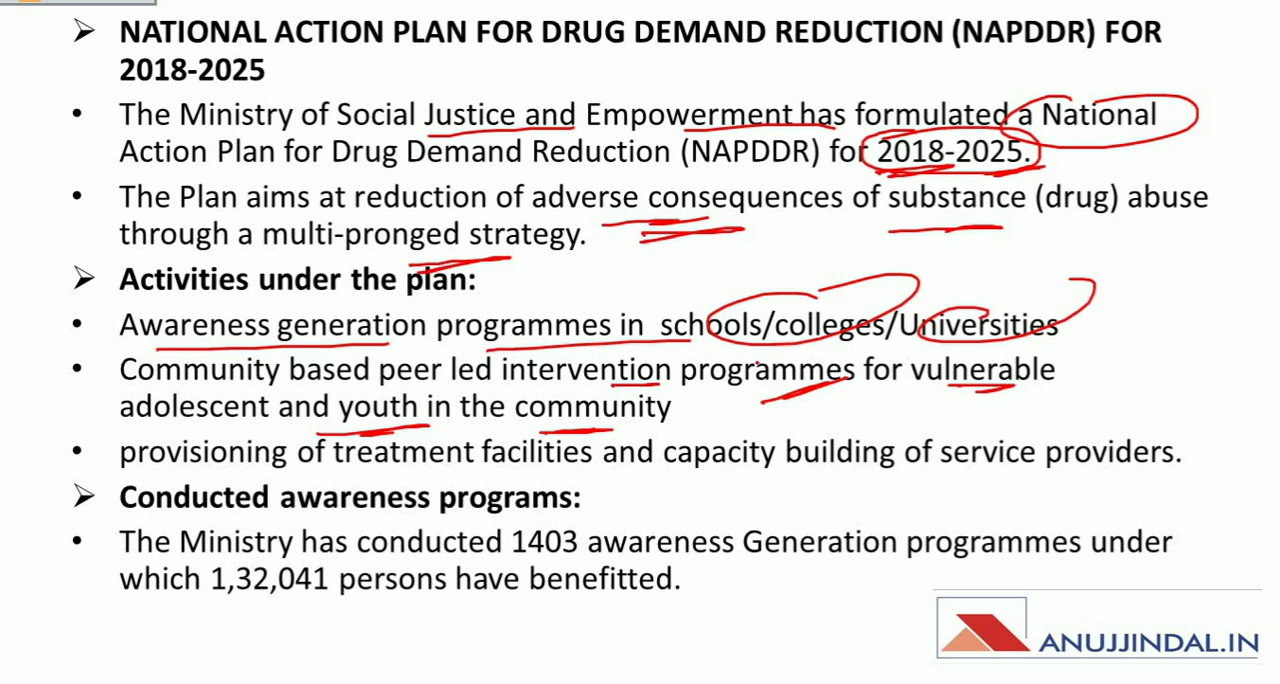 ➢ NATIONAL ACTION PLAN FOR DRUG DEMAND REDUCTION (NAPDDR) FOR
2018-2025
• The Ministry of Social Justice and Empowerment has formulated a National
Action Plan for Drug Demand Reduction (NAPDDR) for 2018-2025.
• The Plan aims at reduction of adverse consequences of substance (drug) abuse
through a multi-pronged strategy.
➢ Activities under the plan:
• Awareness generation programmes in schools/colleges/Universities
• Community based peer led intervention programmes for vulnerable
adolescent and youth in the community
• provisioning of treatment facilities and capacity building of service providers.
➢ Conducted awareness programs:
• The Ministry has conducted 1403 awareness Generation programmes under
which 1,32,041 persons have benefitted.
ANUJJINDAL.IN